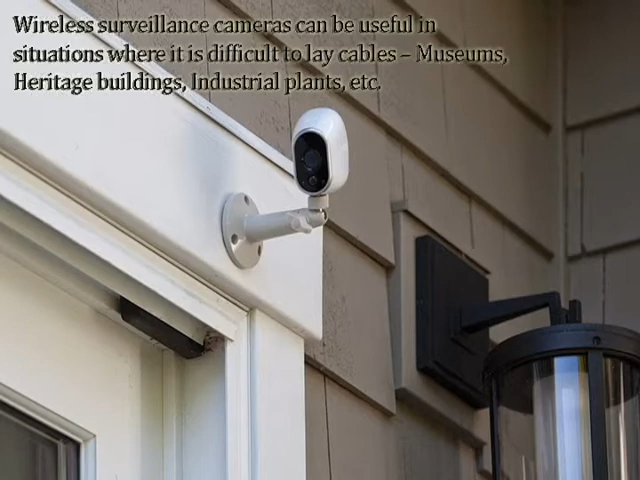 Wireless surveillance cameras can be useful in
situations where it is difficult to lay cables – Museums,
Heritage buildings, Industrial plants, etc.